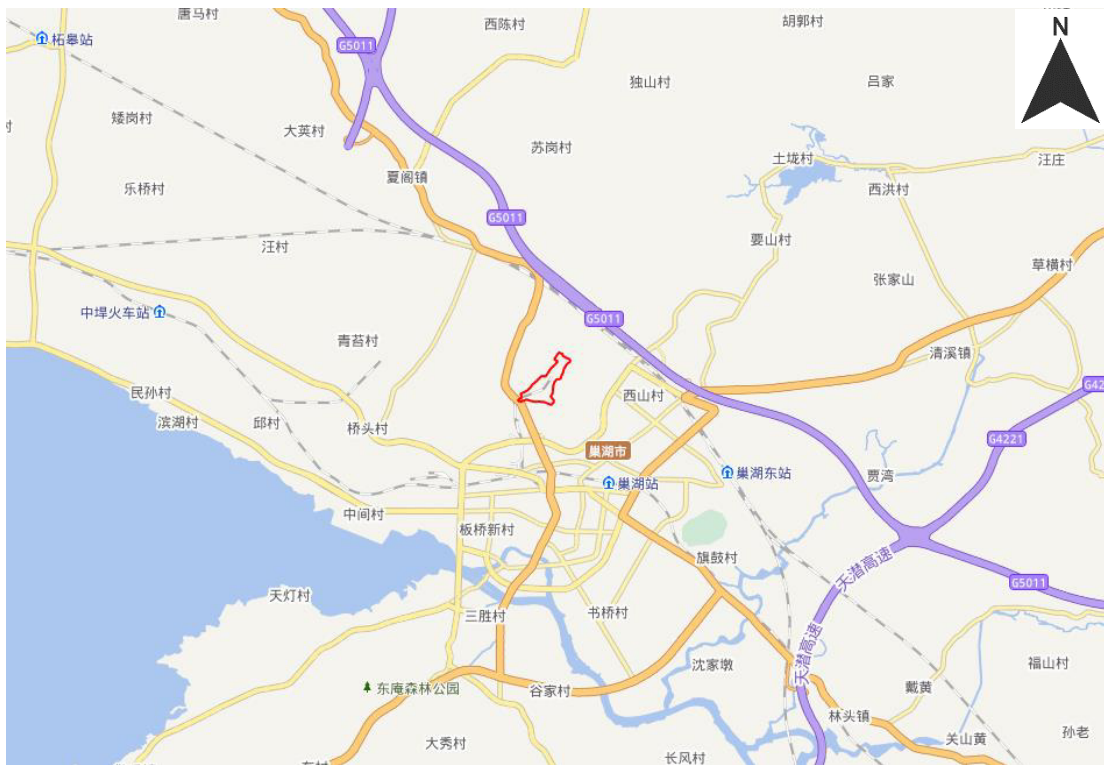 唐马村
西陈村
胡郭村
N
柘皋站
G5011
独山村
吕家
矮岗村
大荚村
苏岗村
土垅村
汪庄
夏阁镇
乐桥村
西洪村
G5011
汪村
要山村
草横村
张家山
中垾火车站
G5011
青苔村
清溪镇
G42
民孙村
西山村
滨湖村
邱村
桥头村
G4221
巢湖市
巢湖站
巢湖东站
贾湾
中间村
板桥新村
旗鼓村
天潜高速
G5011
天灯村
三胜村
书桥村
天潜高速
沈家墩
福山村
东庵森林公园
谷家村
戴黄
林头镇
孙老
大秀村
关山黄
长风村